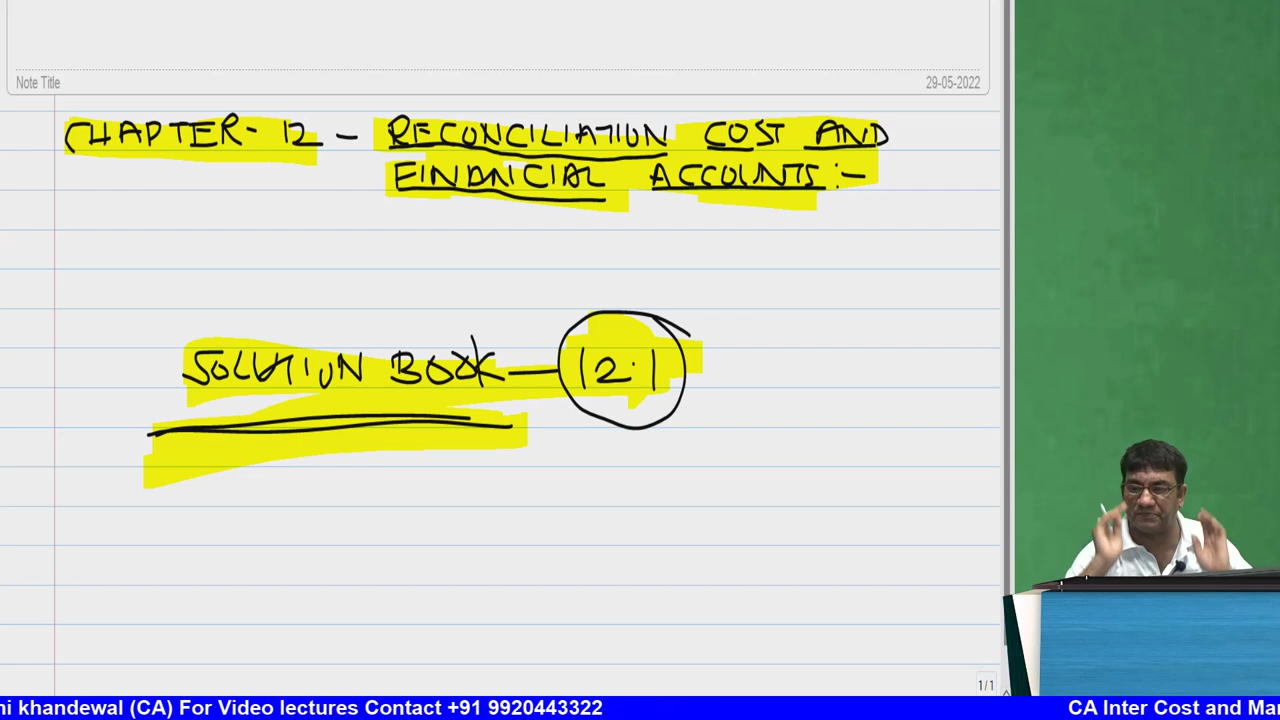 Note Title
29-05-2022
CHAPTER- 12 - RECONCILIATION COST AND
FINANCIAL ACCOUNTS:-
SOLUTION BOOK - 12.1
1/1
ni khandewal (CA) For Video lectures Contact +91 9920443322
CA Inter Cost and Ma